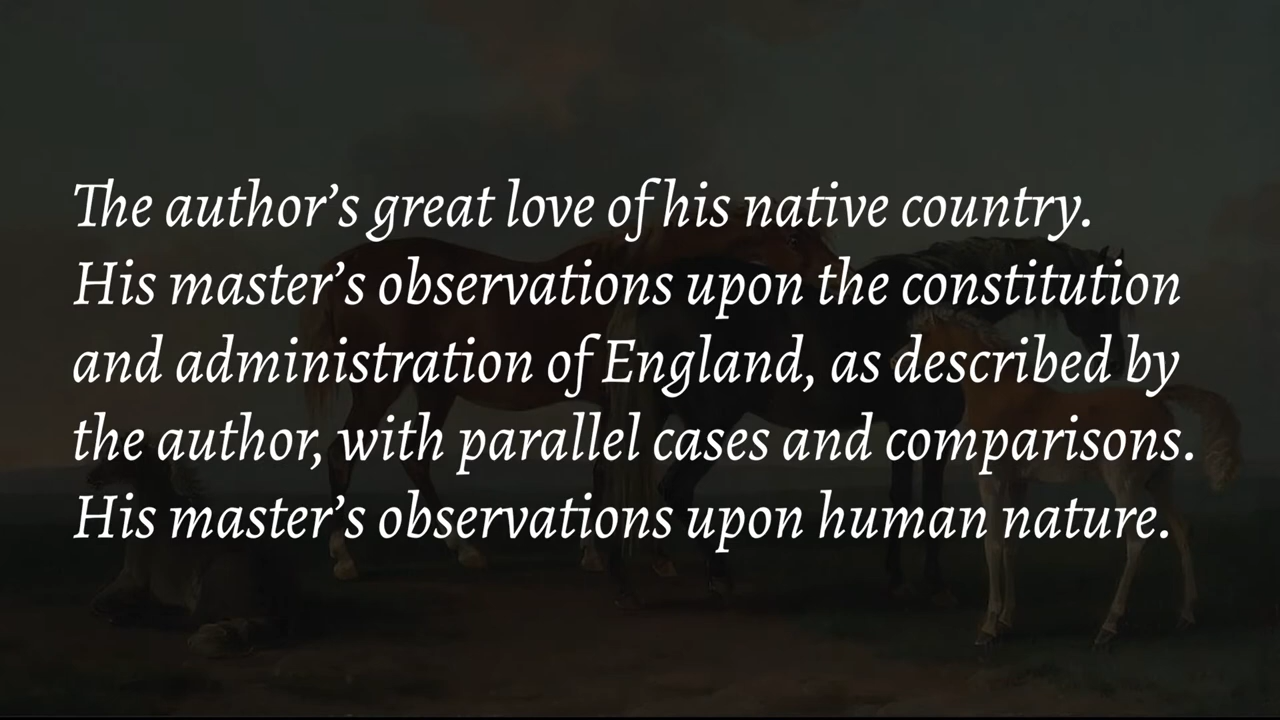 The author’s great love of his native country.
His master’s observations upon the constitution
and administration of England, as described by
the author, with parallel cases and comparisons.
His master’s observations upon human nature.